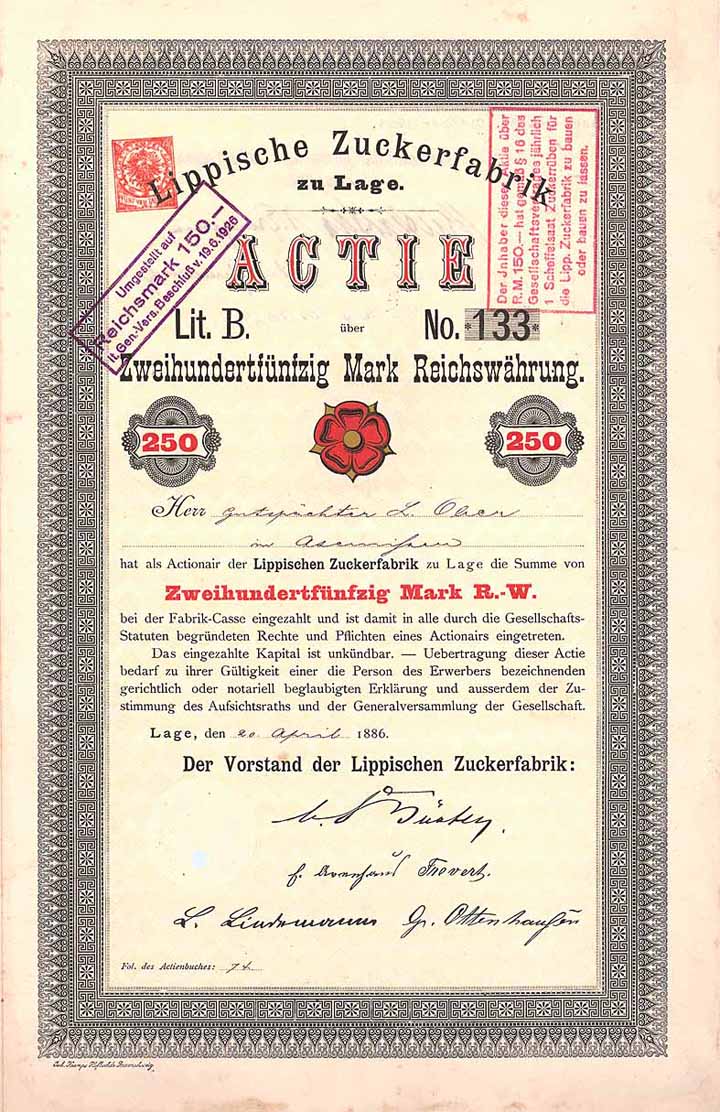 Lippische Zuckerfabrik
zu Lage.
Umgestellt auf
Reichsmark 150.—
lt. Gen.-Vers. Beschluß v. 19.6.1926
Der Jnhaber dieser Aktie über
R.M. 150.— hat gemäß § 16 des
Gesellschaftsvertrages jährlich
1 Scheffelsaat Zuckerrüben für
die Lipp. Zuckerfabrik zu bauen
oder bauen zu lassen.
ACTIE
Lit. B. über No. *133*
Zweihundertfünfzig Mark Reichswährung.
250 250
Herr Gutspächter L.
in
hat als Actionair der Lippischen Zuckerfabrik zu Lage die Summe von
Zweihundertfünfzig Mark R.-W.
bei der Fabrik-Casse eingezahlt und ist damit in alle durch die Gesellschafts-
Statuten begründeten Rechte und Pflichten eines Actionairs eingetreten.
Das eingezahlte Kapital ist unkündbar. — Uebertragung dieser Actie
bedarf zu ihrer Gültigkeit einer die Person des Erwerbers bezeichnenden
gerichtlich oder notariell beglaubigten Erklärung und ausserdem der Zu-
stimmung des Aufsichtsraths und der Generalversammlung der Gesellschaft.
Lage, den 20. April 1886.
Der Vorstand der Lippischen Zuckerfabrik:
L. Lindemann Gr. Ottenhausen
Fol. des Actienbuches: